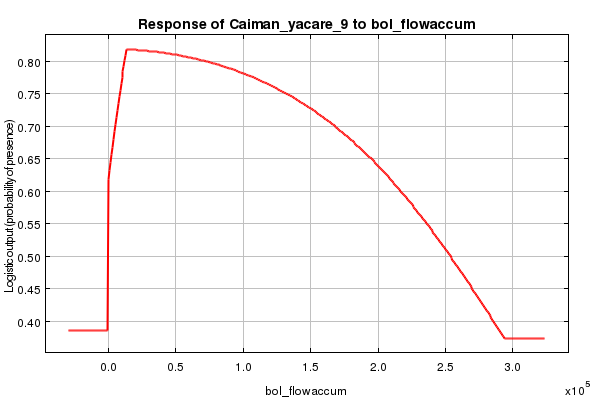 Response of Caiman_yacare_9 to bol_flowaccum
Logistic output (probability of presence)
0.80
0.75
0.70
0.65
0.60
0.55
0.50
0.45
0.40
0.0 0.5 1.0 1.5 2.0 2.5 3.0
bol_flowaccum
x10^5